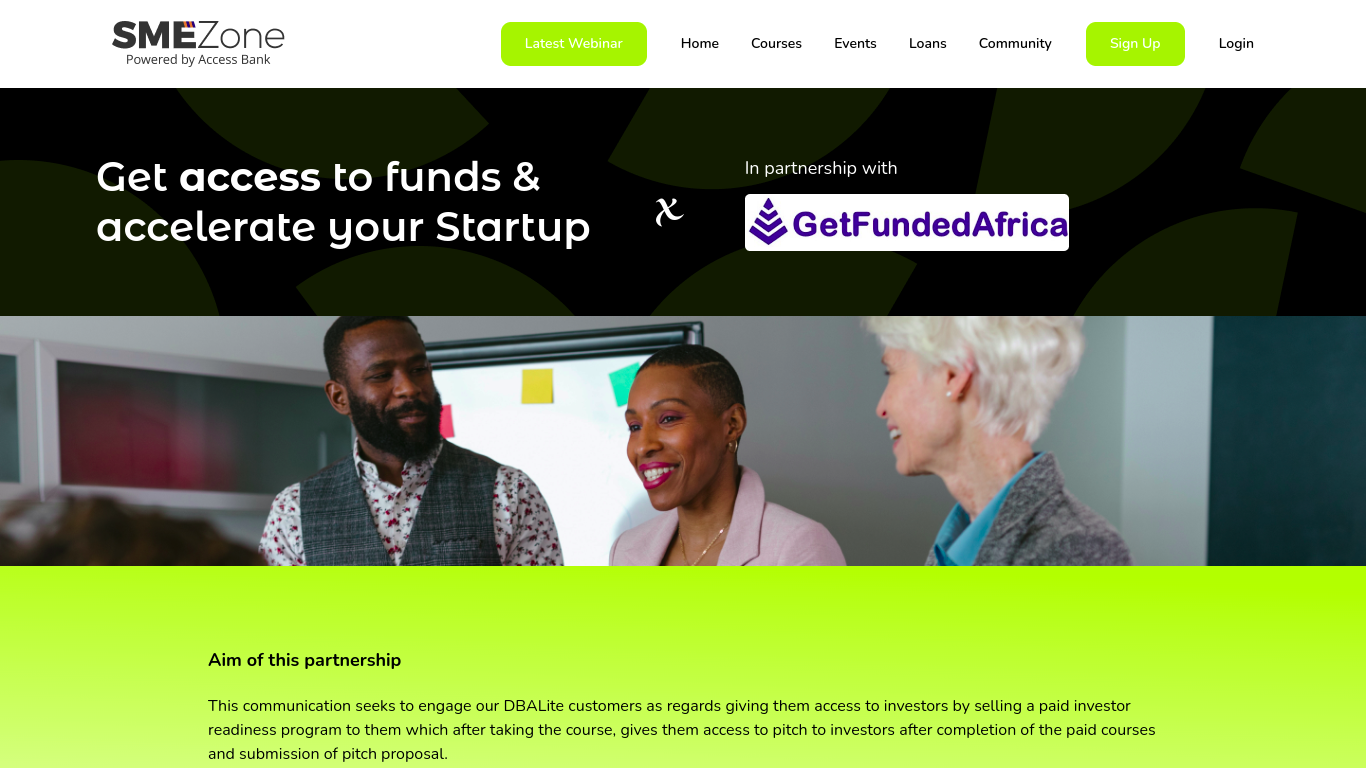 SMEZone
Powered by Access Bank
Latest Webinar
Home
Courses
Events
Loans
Community
Sign Up
Login
Get access to funds &
accelerate your Startup
x
In partnership with
GetFundedAfrica
Aim of this partnership
This communication seeks to engage our DBALite customers as regards giving them access to investors by selling a paid investor
readiness program to them which after taking the course, gives them access to pitch to investors after completion of the paid courses
and submission of pitch proposal.